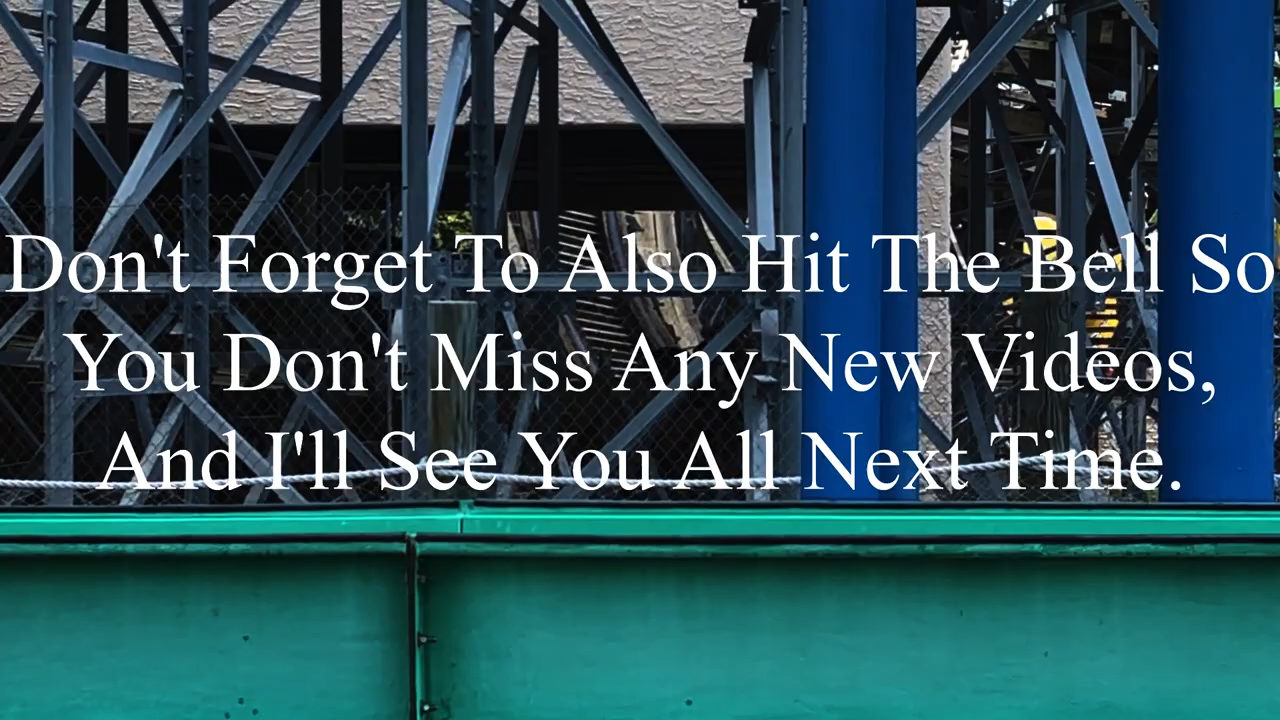 Don't Forget To Also Hit The Bell So
You Don't Miss Any New Videos,
And I'll See You All Next Time.